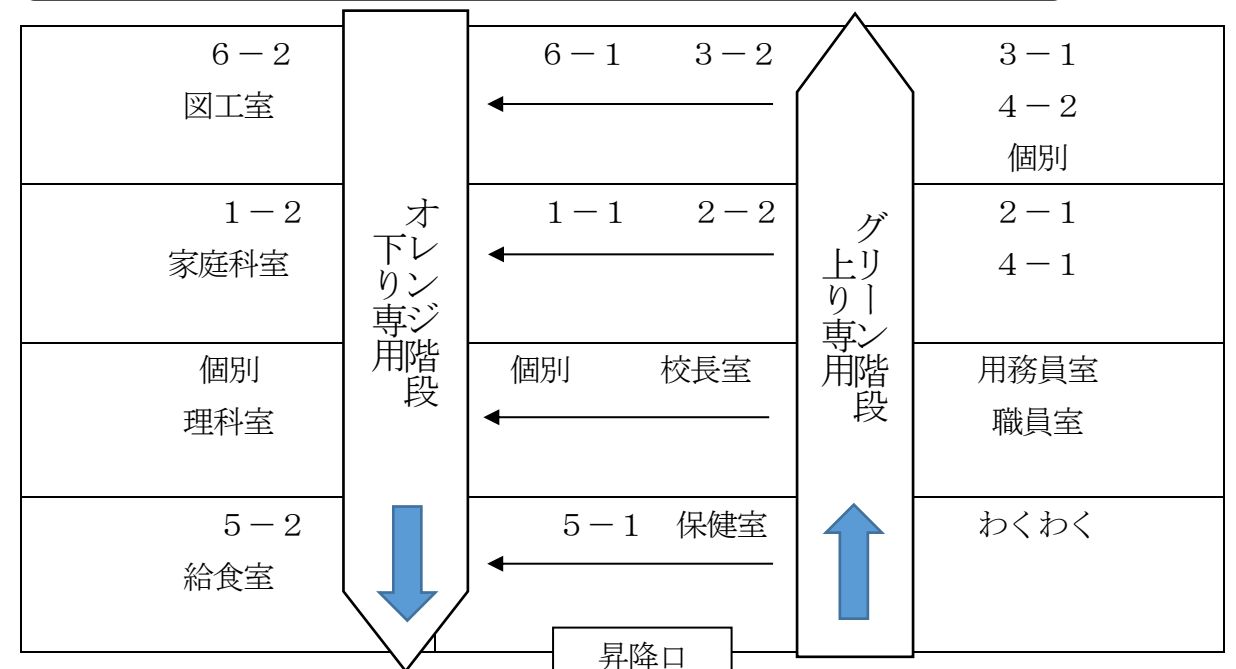 ６－２
図工室
６－１　３－２
３－１
４－２
個別
１－２
家庭科室
１－１　２－２
２－１
４－１
個別
理科室
個別　校長室
用務員室
職員室
５－２
給食室
５－１　保健室
わくわく
オレンジ階段
下り専用
グリーン階段
上り専用
昇降口